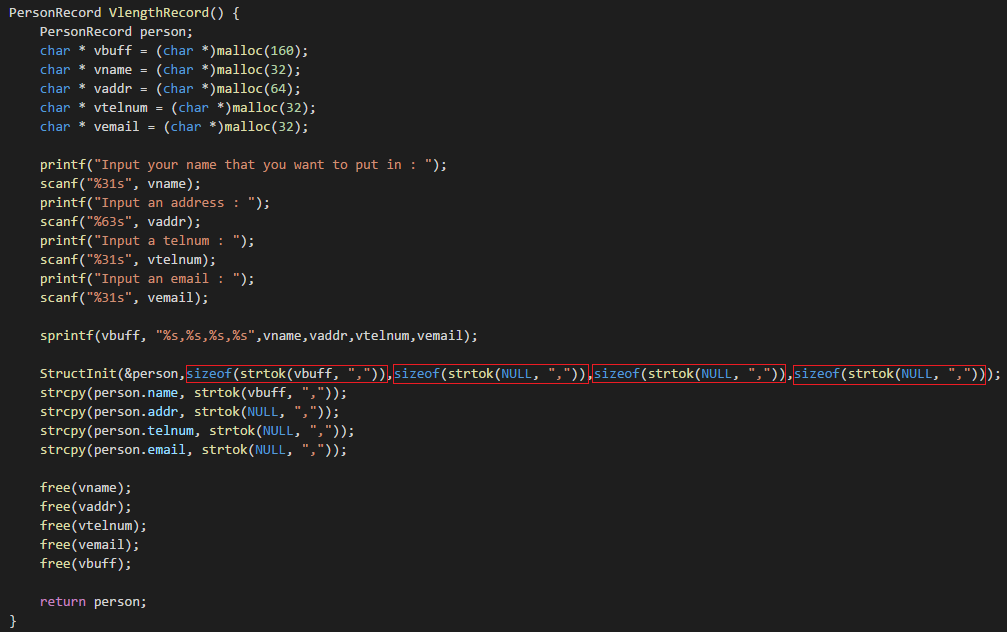 PersonRecord VlengthRecord() {
    PersonRecord person;
    char * vbuff = (char *)malloc(160);
    char * vname = (char *)malloc(32);
    char * vaddr = (char *)malloc(64);
    char * vtelnum = (char *)malloc(32);
    char * vemail = (char *)malloc(32);

    printf("Input your name that you want to put in : ");
    scanf("%31s", vname);
    printf("Input an address : ");
    scanf("%63s", vaddr);
    printf("Input a telnum : ");
    scanf("%31s", vtelnum);
    printf("Input an email : ");
    scanf("%31s", vemail);

    sprintf(vbuff, "%s,%s,%s,%s",vname,vaddr,vtelnum,vemail);

    StructInit(&person,sizeof(strtok(vbuff, ",")),sizeof(strtok(NULL, ",")),sizeof(strtok(NULL, ",")),sizeof(strtok(NULL, ",")));
    strcpy(person.name, strtok(vbuff, ","));
    strcpy(person.addr, strtok(NULL, ","));
    strcpy(person.telnum, strtok(NULL, ","));
    strcpy(person.email, strtok(NULL, ","));

    free(vname);
    free(vaddr);
    free(vtelnum);
    free(vemail);
    free(vbuff);

    return person;
}